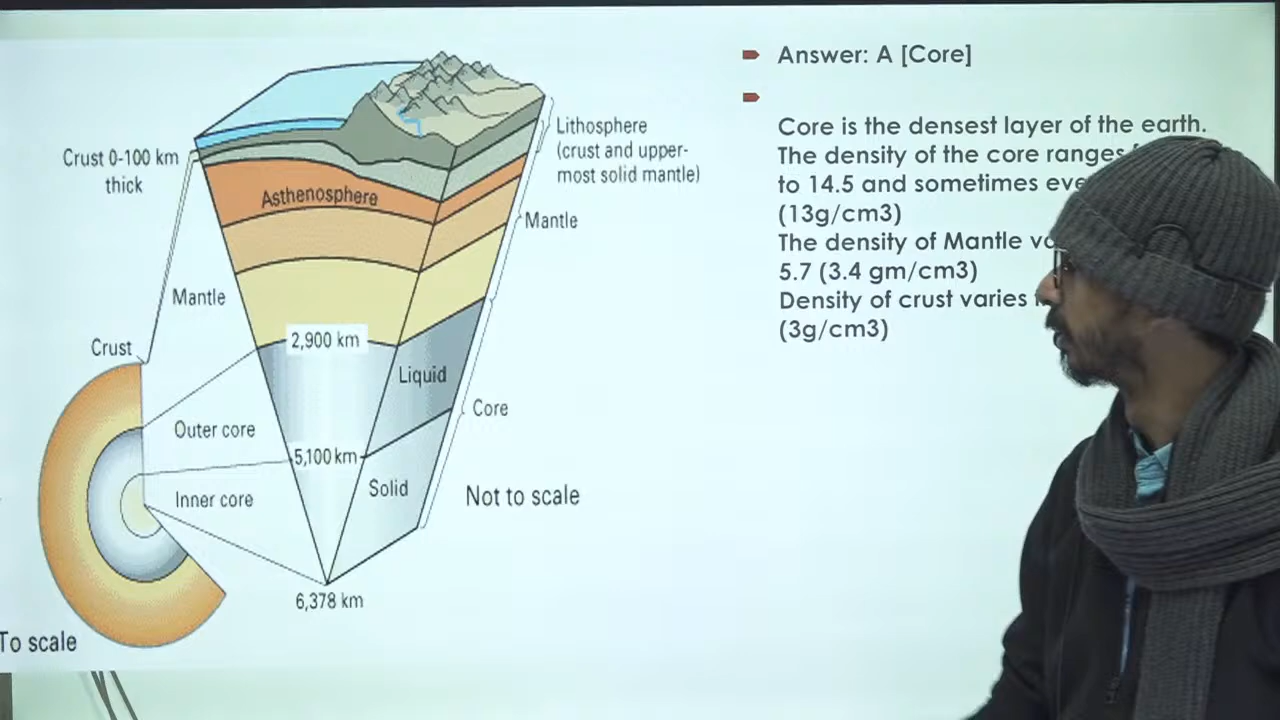 Answer: A [Core]
Core is the densest layer of the earth.
The density of the core ranges
to 14.5 and sometimes
(13g/cm3)
The density of Mantle
5.7 (3.4 gm/cm3)
Density of crust varies
(3g/cm3)
Crust 0-100 km
thick
Lithosphere
(crust and upper-
most solid mantle)
Asthenosphere
Mantle
Mantle
2,900 km
Crust
Liquid
Core
Outer core
5,100 km
Inner core
Solid
Not to scale
6,378 km
To scale